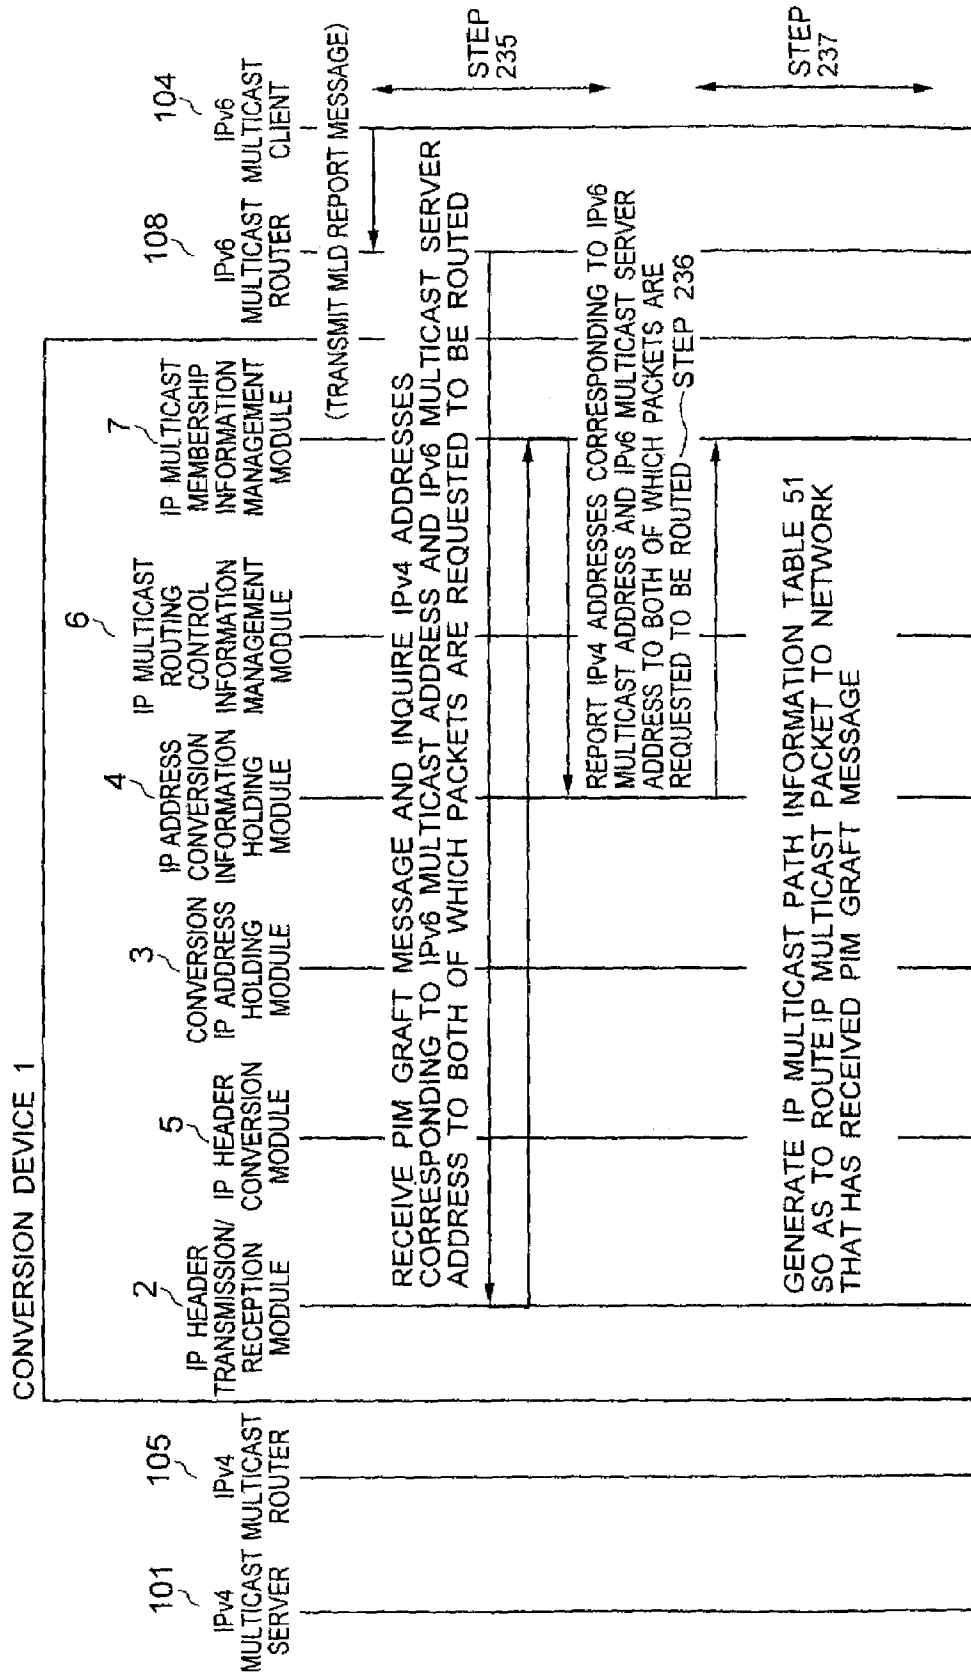 CONVERSION DEVICE 1
101
IPv4
MULTICAST
SERVER
105
IPv4
MULTICAST
ROUTER
2
IP HEADER
TRANSMISSION/
RECEPTION
MODULE
5
IP HEADER
CONVERSION
MODULE
3
CONVERSION
IP ADDRESS
HOLDING
MODULE
4
IP ADDRESS
CONVERSION
INFORMATION
HOLDING
MODULE
6
IP MULTICAST
ROUTING
CONTROL
INFORMATION
MANAGEMENT
MODULE
7
IP MULTICAST
MEMBERSHIP
INFORMATION
MANAGEMENT
MODULE
108
IPv6
MULTICAST
ROUTER
104
IPv6
MULTICAST
CLIENT
(TRANSMIT MLD REPORT MESSAGE)
RECEIVE PIM GRAFT MESSAGE AND INQUIRE IPv4 ADDRESSES
CORRESPONDING TO IPv6 MULTICAST ADDRESS AND IPv6 MULTICAST SERVER
ADDRESS TO BOTH OF WHICH PACKETS ARE REQUESTED TO BE ROUTED
STEP
235
REPORT IPv4 ADDRESSES CORRESPONDING TO IPv6
MULTICAST ADDRESS AND IPv6 MULTICAST SERVER
ADDRESS TO BOTH OF WHICH PACKETS ARE
REQUESTED TO BE ROUTED
STEP 236
GENERATE IP MULTICAST PATH INFORMATION TABLE 51
SO AS TO ROUTE IP MULTICAST PACKET TO NETWORK
THAT HAS RECEIVED PIM GRAFT MESSAGE
STEP
237